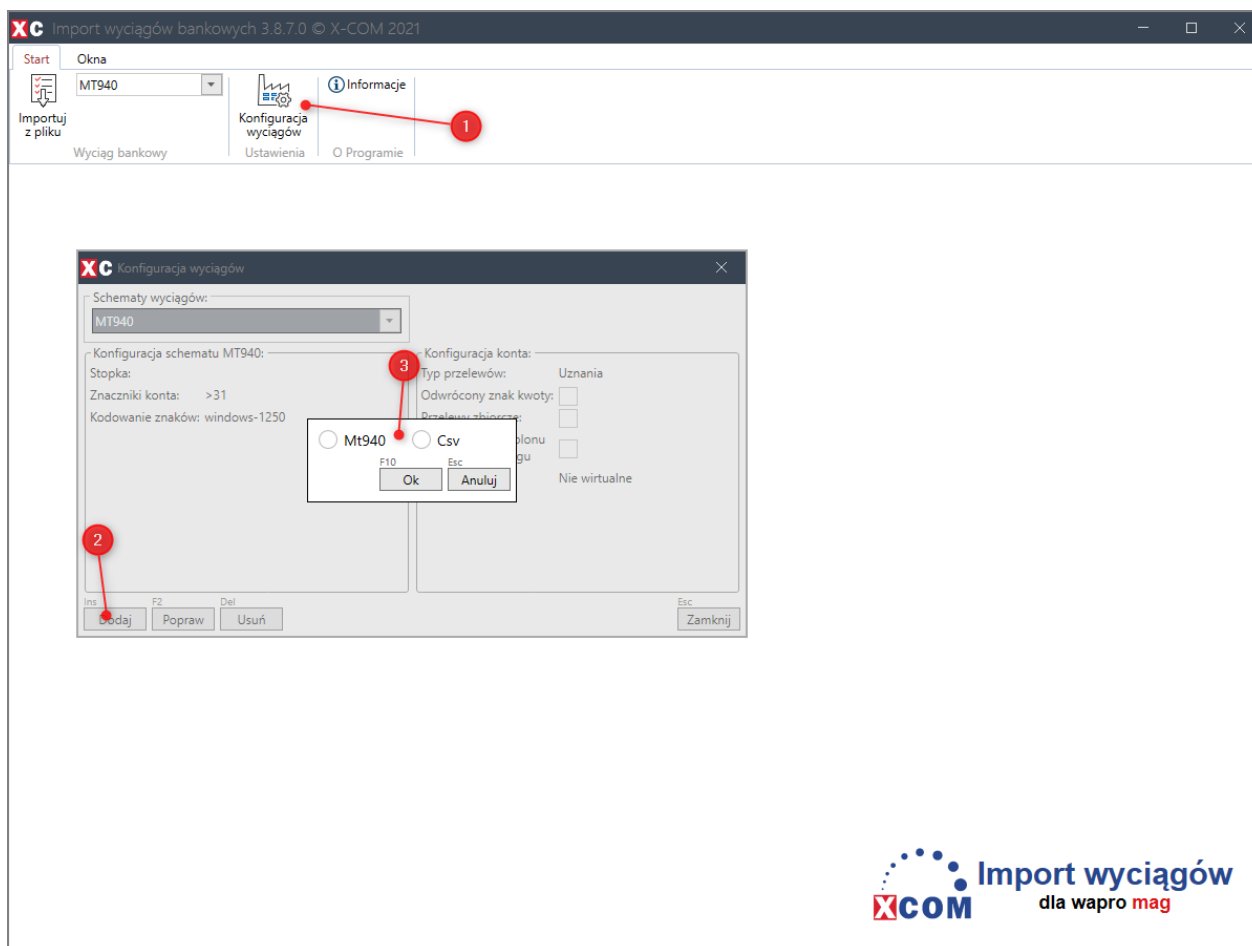 XC Import wyciągów bankowych 3.8.7.0 © X-COM 2021
Start Okna
MT940
Importuj
z pliku
Wyciąg bankowy
Konfiguracja
wyciągów
Ustawienia
Informacje
O Programie
1
XC Konfiguracja wyciągów
Schematy wyciągów:
MT940
Konfiguracja schematu MT940:
Stopka:
Znaczniki konta: >31
Kodowanie znaków: windows-1250
3
Konfiguracja konta:
Typ przelewów: Uznania
Odwrócony znak kwoty:
Przelewy zbiorcze:
Nie wirtualne
Mt940 Csv
F10 Esc
Ok Anuluj
2
Ins F2 Del Esc
Dodaj Popraw Usuń Zamknij
XCOM
Import wyciągów
dla wapro mag